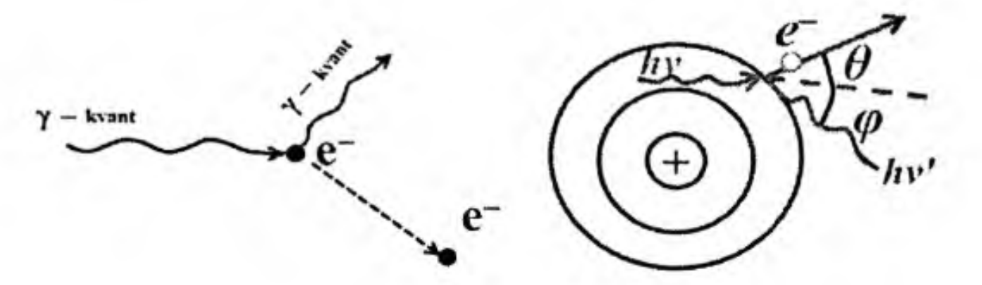 γ – kvant
γ – kvant
e⁻
e⁻
hν
+
e⁻
θ
φ
hν'